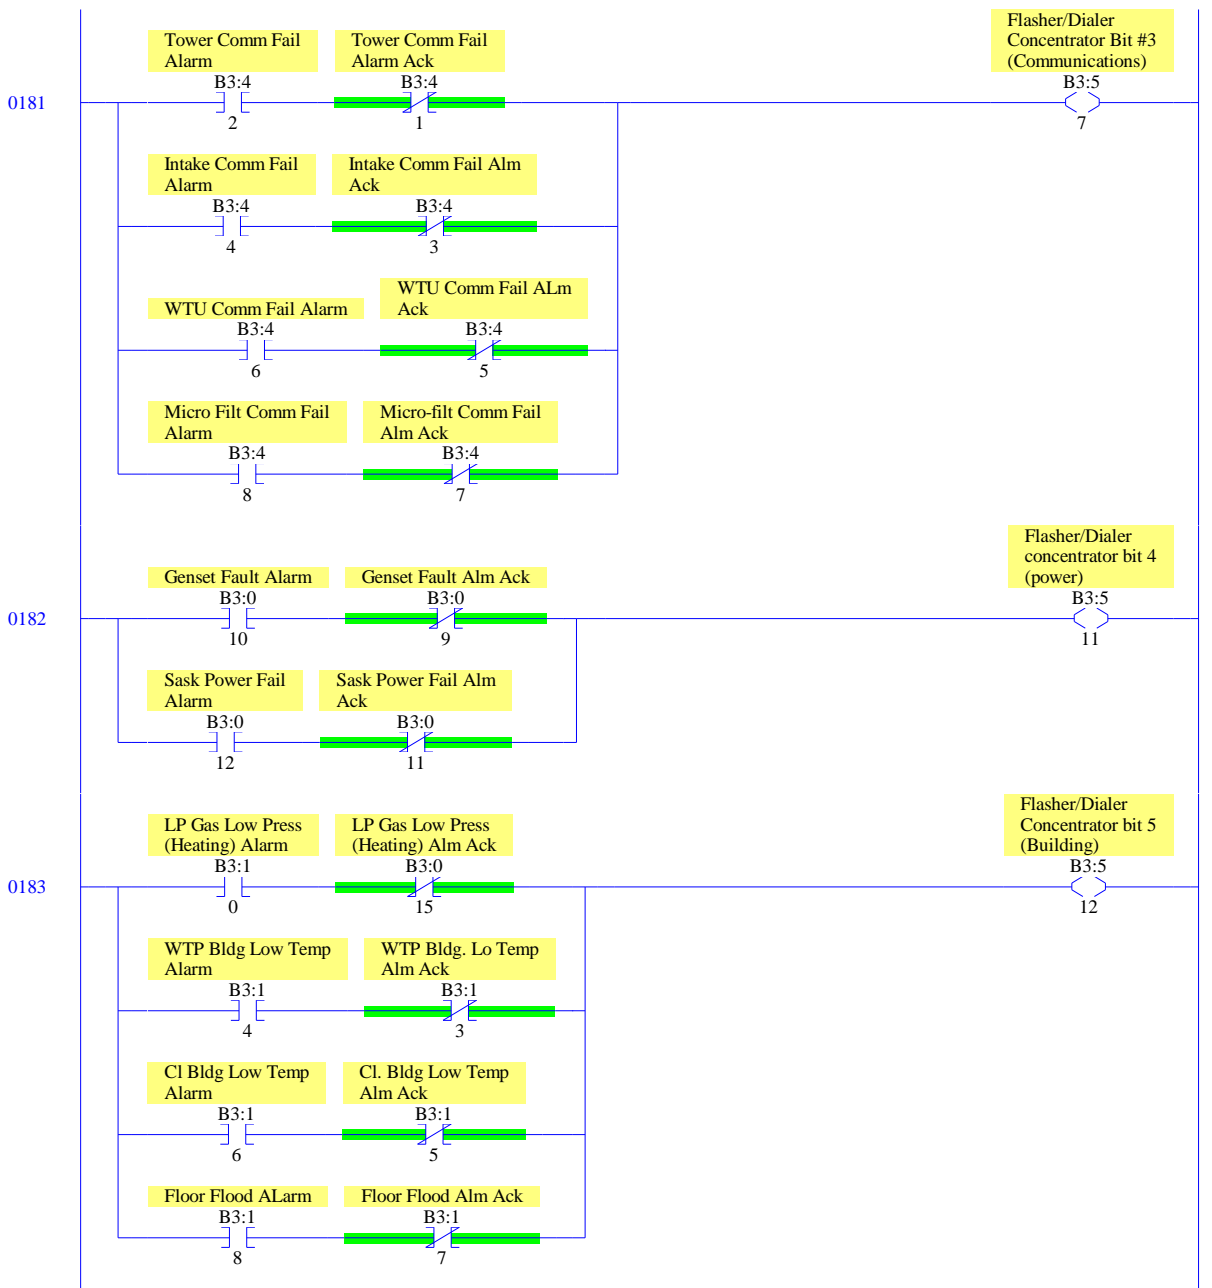 Tower Comm Fail
Alarm
B3:4
2
Tower Comm Fail
Alarm Ack
B3:4
1
Flasher/Dialer
Concentrator Bit #3
(Communications)
B3:5
7
0181
Intake Comm Fail
Alarm
B3:4
4
Intake Comm Fail Alm
Ack
B3:4
3
WTU Comm Fail Alarm
B3:4
6
WTU Comm Fail ALm
Ack
B3:4
5
Micro Filt Comm Fail
Alarm
B3:4
8
Micro-filt Comm Fail
Alm Ack
B3:4
7
Genset Fault Alarm
B3:0
10
Genset Fault Alm Ack
B3:0
9
Flasher/Dialer
concentrator bit 4
(power)
B3:5
11
0182
Sask Power Fail
Alarm
B3:0
12
Sask Power Fail Alm
Ack
B3:0
11
LP Gas Low Press
(Heating) Alarm
B3:1
0
LP Gas Low Press
(Heating) Alm Ack
B3:0
15
Flasher/Dialer
Concentrator bit 5
(Building)
B3:5
12
0183
WTP Bldg Low Temp
Alarm
B3:1
4
WTP Bldg. Lo Temp
Alm Ack
B3:1
3
Cl Bldg Low Temp
Alarm
B3:1
6
Cl. Bldg Low Temp
Alm Ack
B3:1
5
Floor Flood ALarm
B3:1
8
Floor Flood Alm Ack
B3:1
7